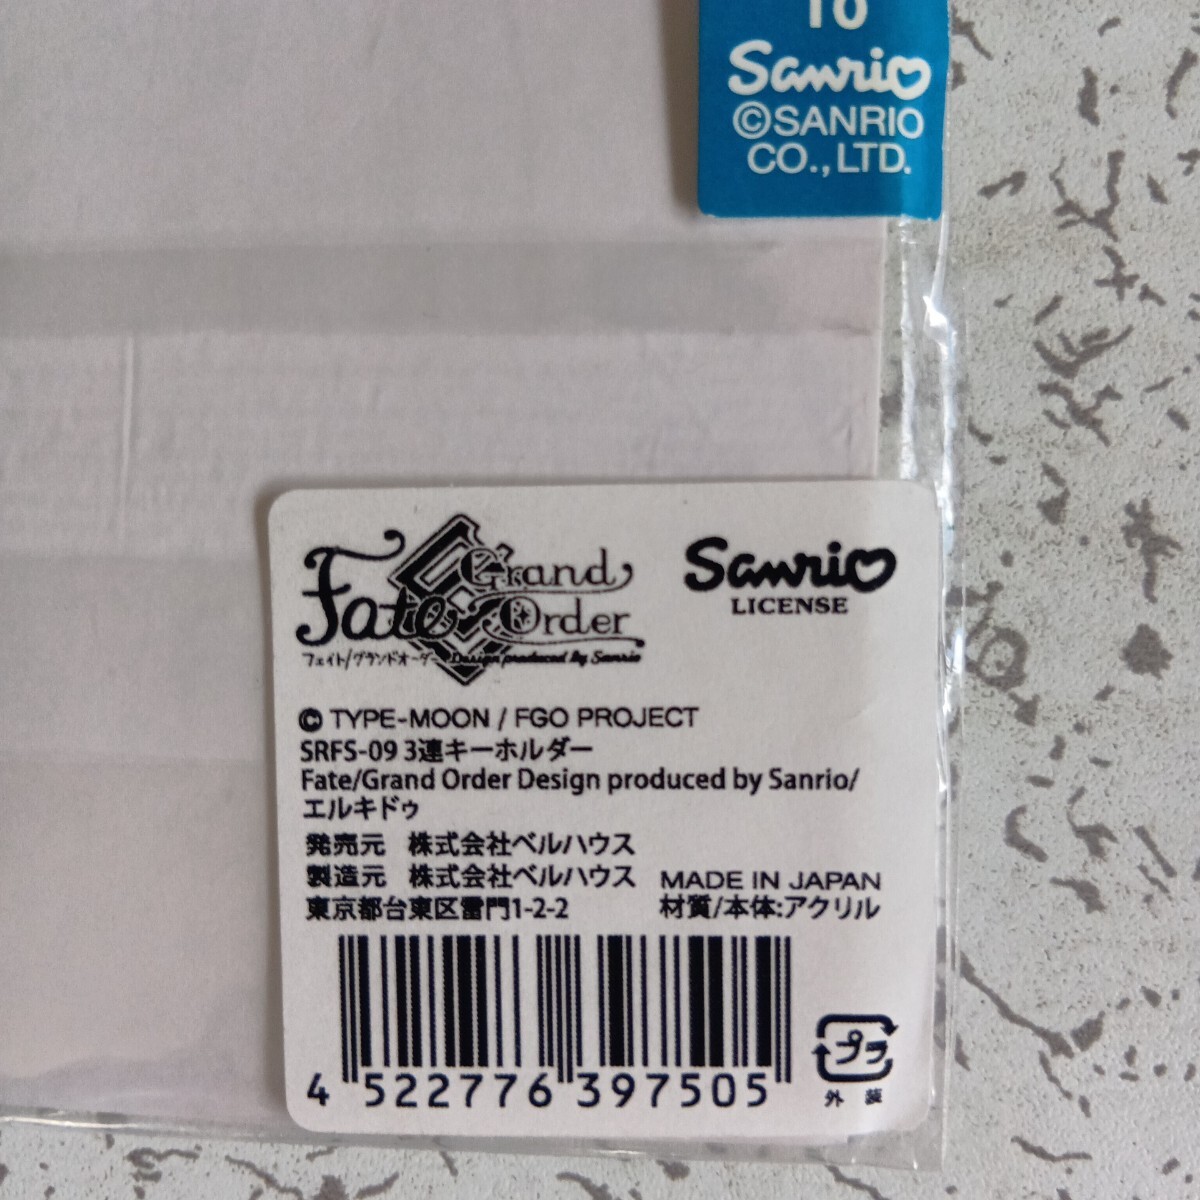 10
Sanrio
©SANRIO
CO., LTD.
Fate Grand Order
フェイト/グランドオーダー Design produced by Sanrio
Sanrio
LICENSE
© TYPE-MOON / FGO PROJECT
SRFS-09 3連キーホルダー
Fate/Grand Order Design produced by Sanrio/
エルキドゥ
発売元 株式会社ベルハウス
製造元 株式会社ベルハウス MADE IN JAPAN
東京都台東区雷門1-2-2 材質/本体:アクリル
4 522776 397505
プラ
外装